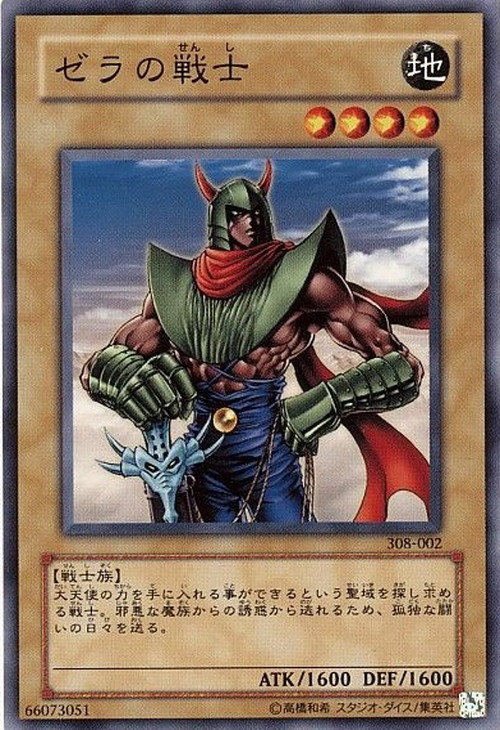 ゼラの戦士
地
308-002
【戦士族】
大天使の力を手に入れる事ができるという聖域を探し求め
る戦士。邪悪な魔族からの誘惑から逃れるため、孤独な闘
いの日々を送る。
ATK/1600 DEF/1600
66073051
©高橋和希 スタジオ・ダイス/集英社